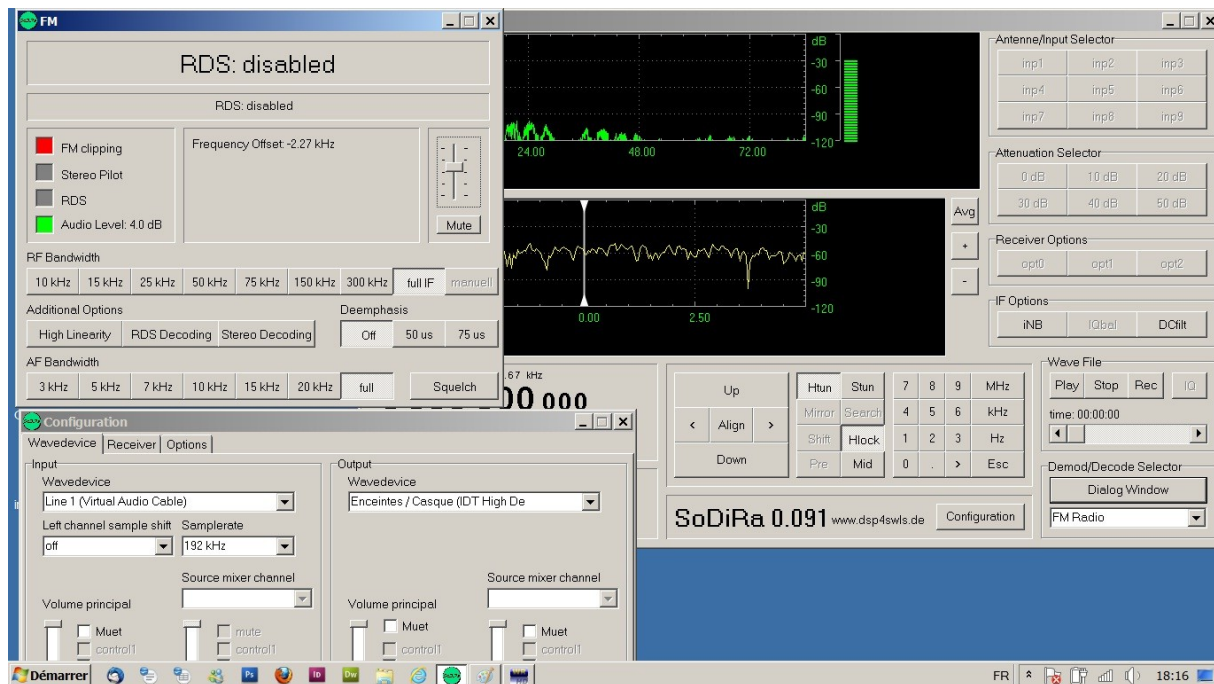 FM
RDS: disabled
RDS: disabled
FM clipping
Stereo Pilot
RDS
Audio Level: 4.0 dB
Frequency Offset: -2.27 kHz
Mute
RF Bandwidth
10 kHz 15 kHz 25 kHz 50 kHz 75 kHz 150 kHz 300 kHz full IF manuell
Additional Options
High Linearity RDS Decoding Stereo Decoding
Deemphasis
Off 50 us 75 us
AF Bandwidth
3 kHz 5 kHz 7 kHz 10 kHz 15 kHz 20 kHz full Squelch
dB
-30
-60
-90
-120
24.00 48.00 72.00
dB
-30
-60
-90
-120
0.00 2.50
Avg
+
-
.67 kHz
00 000
Antenne/Input Selector
inp1 inp2 inp3
inp4 inp5 inp6
inp7 inp8 inp9
Attenuation Selector
0 dB 10 dB 20 dB
30 dB 40 dB 50 dB
Receiver Options
opt0 opt1 opt2
IF Options
iNB IQbal DCfilt
Wave File
Play Stop Rec IQ
time: 00:00:00
Demod/Decode Selector
Dialog Window
FM Radio
Up
< Align >
Down
Htun Stun
Mirror Search
Shift Hlock
Pre Mid
7 8 9 MHz
4 5 6 kHz
1 2 3 Hz
0 . > Esc
SoDiRa 0.091 www.dsp4swls.de Configuration
Configuration
Wavedevice Receiver Options
Input
Wavedevice
Line 1 (Virtual Audio Cable)
Left channel sample shift Samplerate
off 192 kHz
Source mixer channel
Volume principal
Muet mute
control1 control1
Output
Wavedevice
Enceintes / Casque (IDT High De
Source mixer channel
Volume principal
Muet Muet
control1 control1
Démarrer
Ps
ID
Dw
FR
18:16